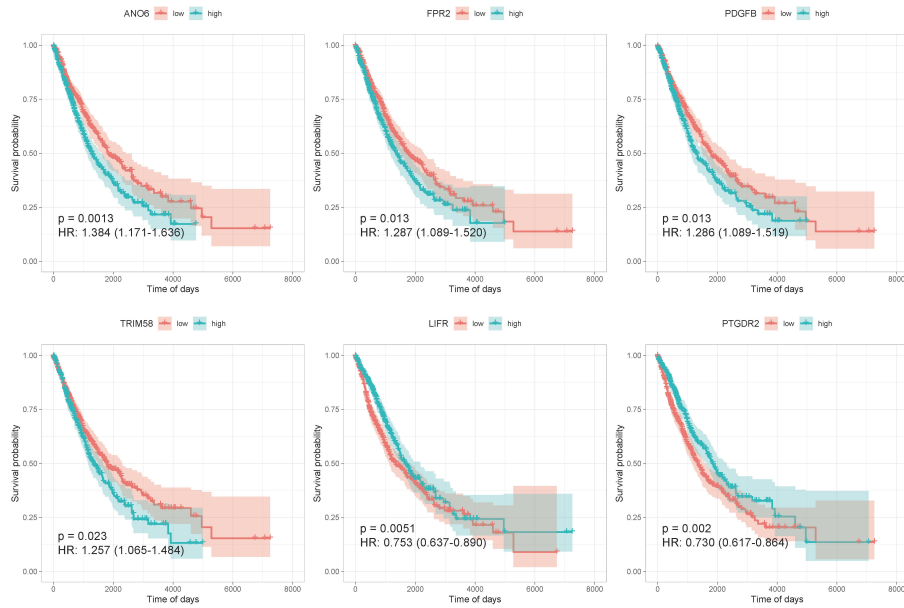 ANO6 low high
FPR2 low high
PDGFB low high
1.00
0.75
0.50
0.25
0.00
Survival probability
p = 0.0013
HR: 1.384 (1.171-1.636)
0 2000 4000 6000 8000
Time of days
1.00
0.75
0.50
0.25
0.00
Survival probability
p = 0.013
HR: 1.287 (1.089-1.520)
0 2000 4000 6000 8000
Time of days
1.00
0.75
0.50
0.25
0.00
Survival probability
p = 0.013
HR: 1.286 (1.089-1.519)
0 2000 4000 6000 8000
Time of days
TRIM58 low high
LIFR low high
PTGDR2 low high
1.00
0.75
0.50
0.25
0.00
Survival probability
p = 0.023
HR: 1.257 (1.065-1.484)
0 2000 4000 6000 8000
Time of days
1.00
0.75
0.50
0.25
0.00
Survival probability
p = 0.0051
HR: 0.753 (0.637-0.890)
0 2000 4000 6000 8000
Time of days
1.00
0.75
0.50
0.25
0.00
Survival probability
p = 0.002
HR: 0.730 (0.617-0.864)
0 2000 4000 6000 8000
Time of days